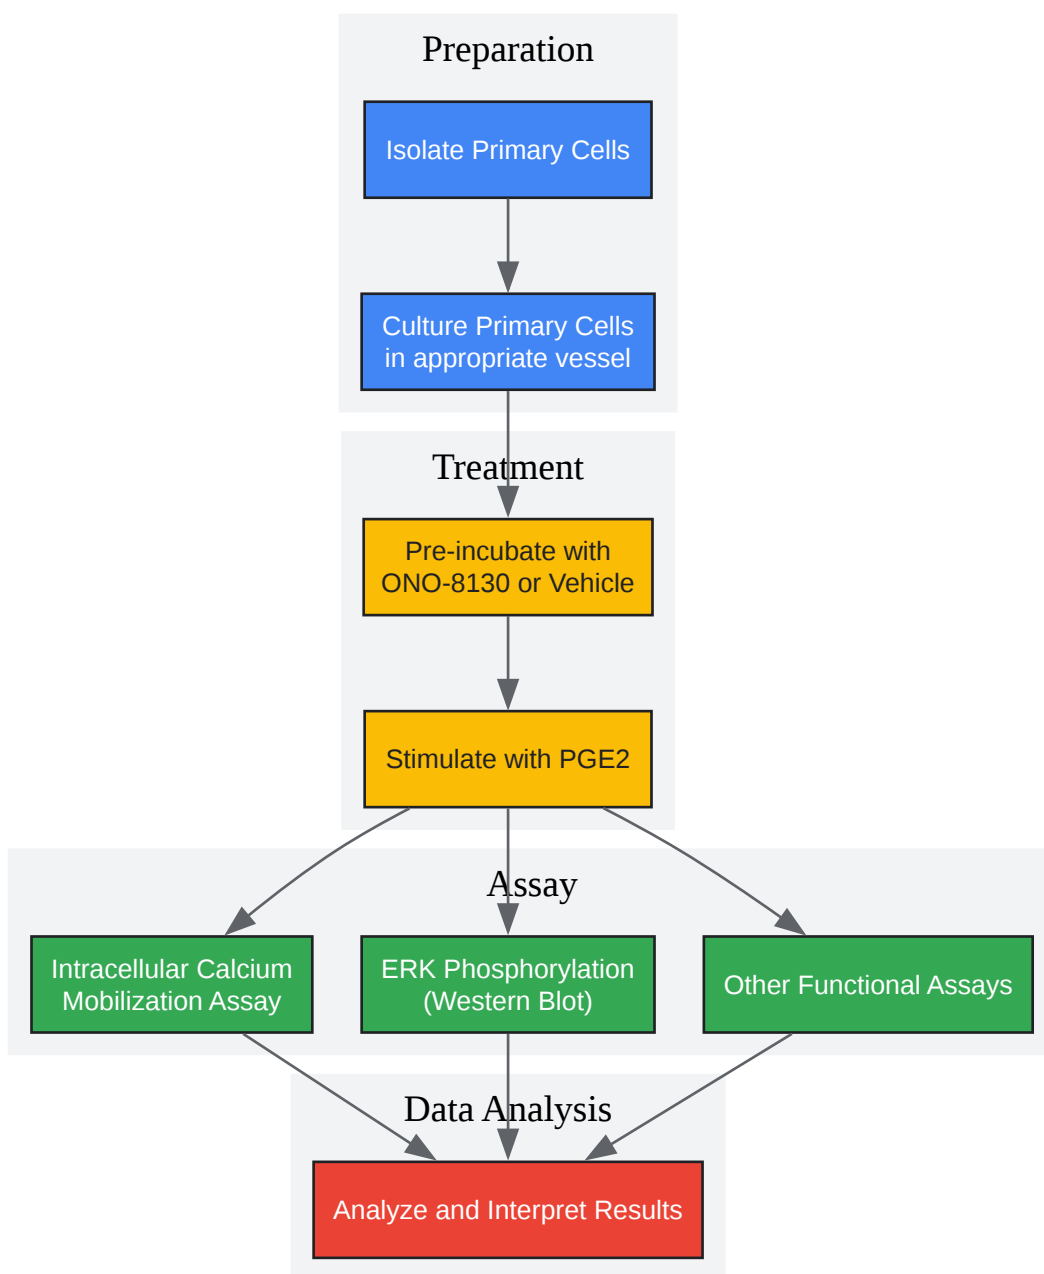 Preparation
Isolate Primary Cells
Culture Primary Cells
in appropriate vessel
Treatment
Pre-incubate with
ONO-8130 or Vehicle
Stimulate with PGE2
Assay
Intracellular Calcium
Mobilization Assay
ERK Phosphorylation
(Western Blot)
Other Functional Assays
Data Analysis
Analyze and Interpret Results